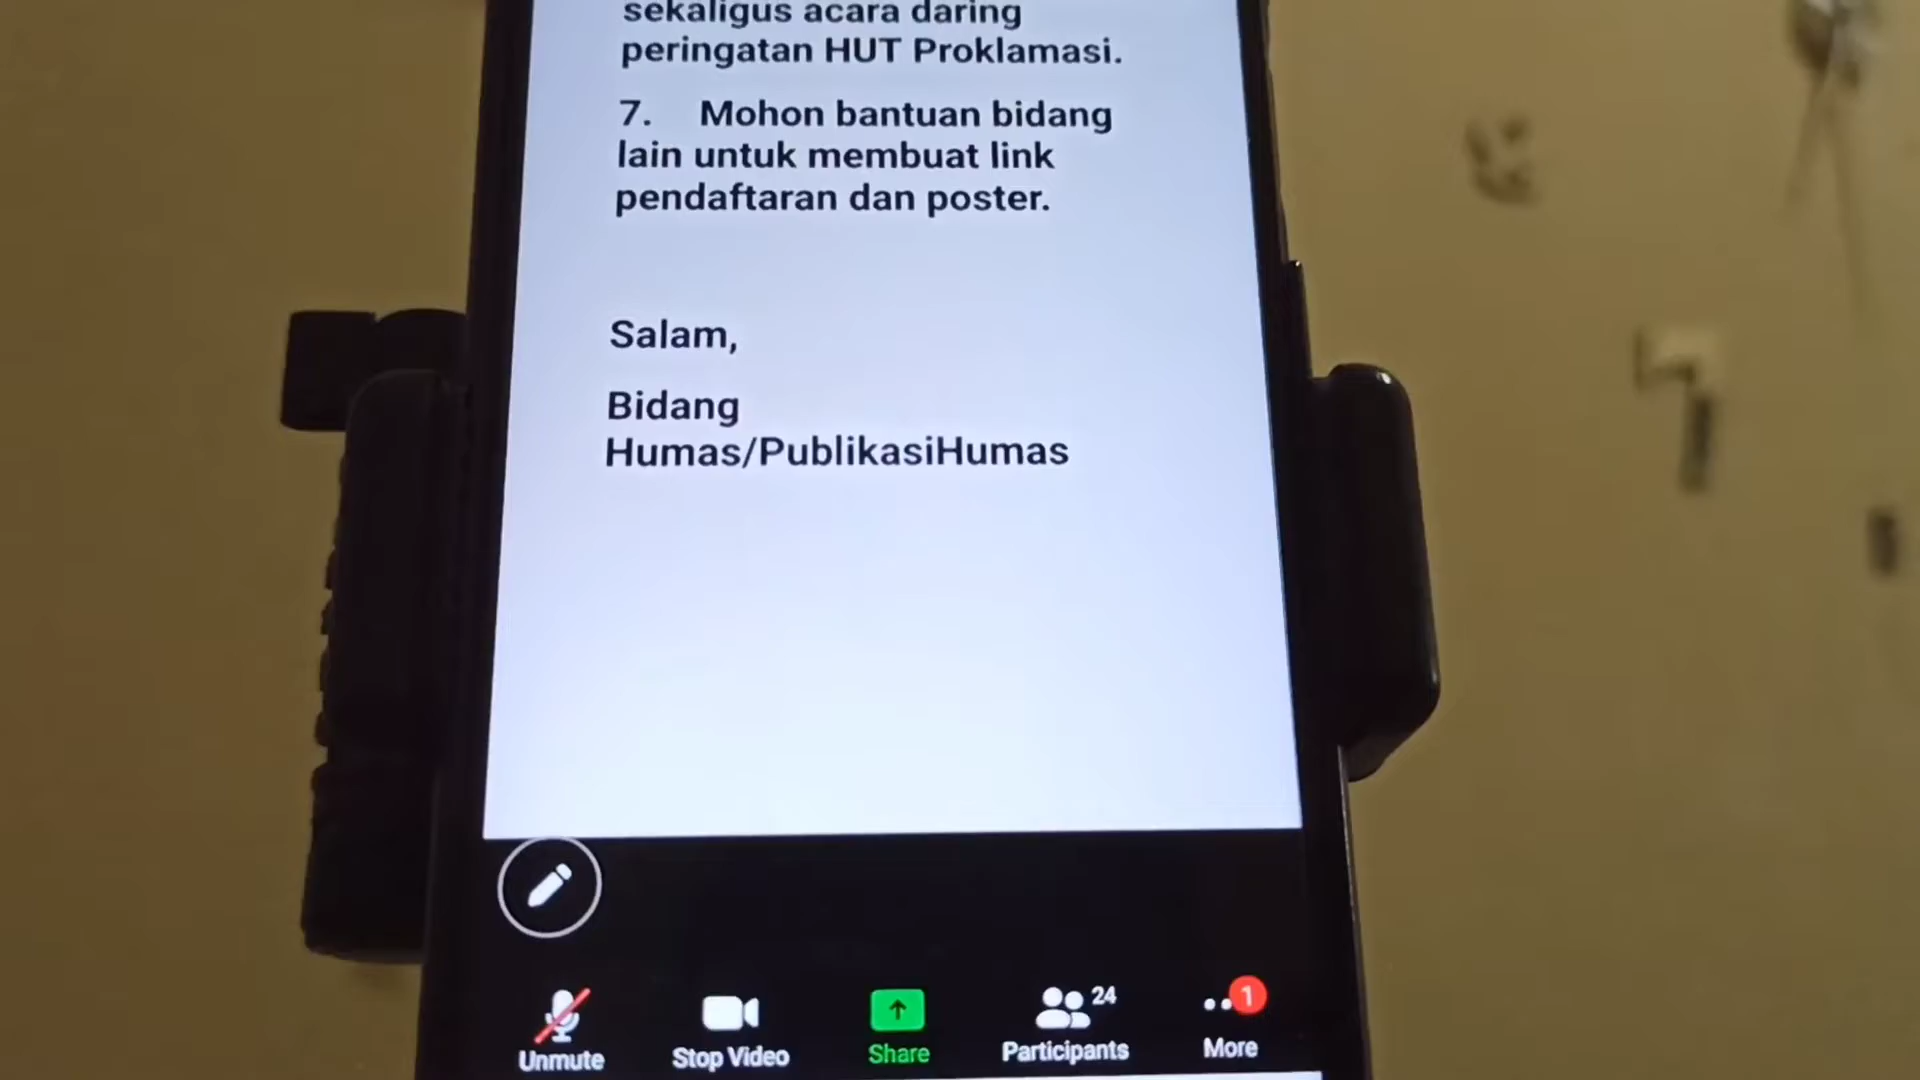 sekaligus acara daring
peringatan HUT Proklamasi.
7. Mohon bantuan bidang
lain untuk membuat link
pendaftaran dan poster.
Salam,
Bidang
Humas/PublikasiHumas
24
1
Unmute
Stop Video
Share
Participants
More